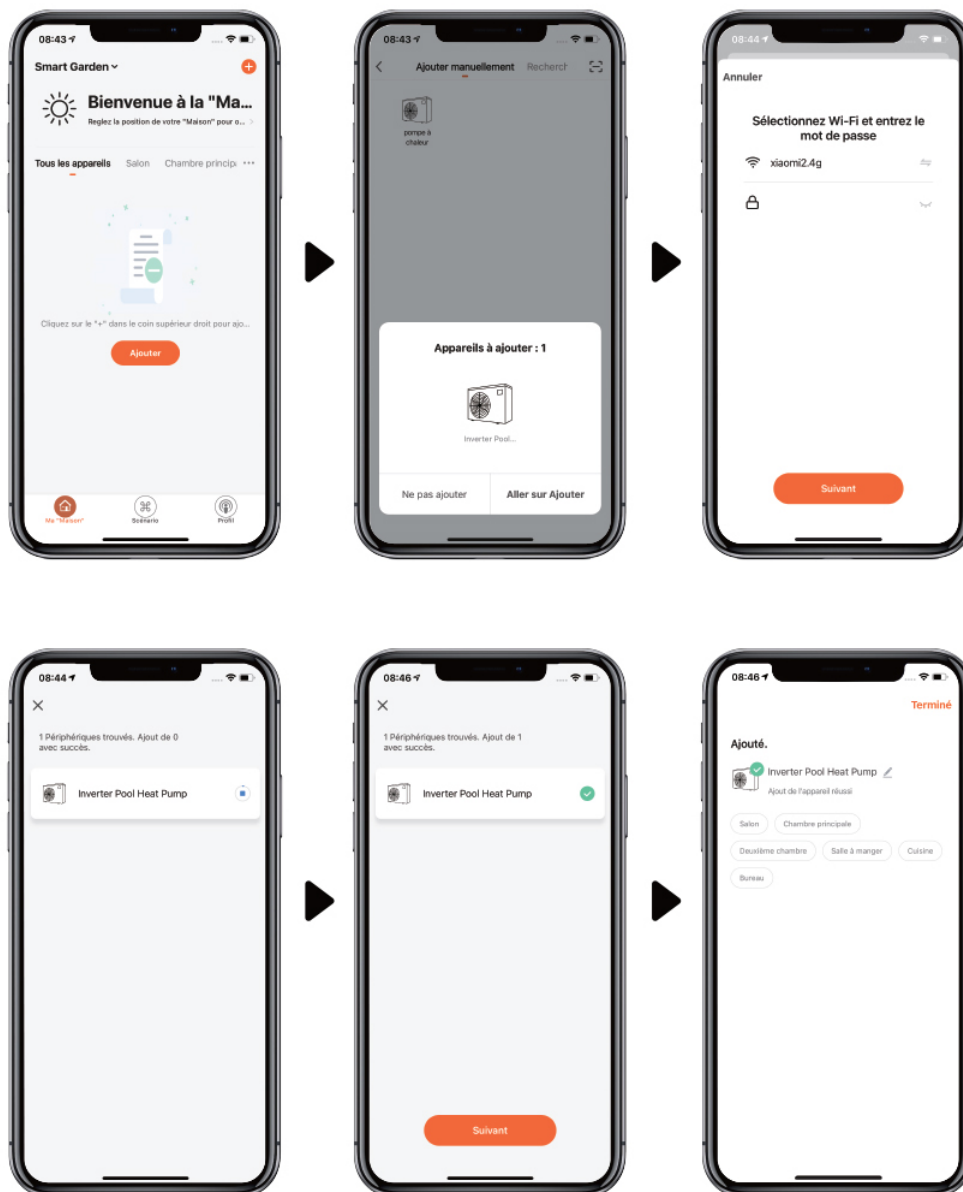 08:43
Smart Garden
Bienvenue à la "Ma...
Reglez la position de votre "Maison" pour o...
Tous les appareils Salon Chambre princip
Cliquez sur le "+" dans le coin supérieur droit pour ajo...
Ajouter
Ma "Maison" Scénario Profil
08:43
Ajouter manuellement Recherch
pompe à
chaleur
Appareils à ajouter : 1
Inverter Pool...
Ne pas ajouter Aller sur Ajouter
08:44
Annuler
Sélectionnez Wi-Fi et entrez le
mot de passe
xiaomi2.4g
Suivant
08:44
1 Périphériques trouvés. Ajout de 0
avec succès.
Inverter Pool Heat Pump
08:46
1 Périphériques trouvés. Ajout de 1
avec succès.
Inverter Pool Heat Pump
Suivant
08:46
Terminé
Ajouté.
Inverter Pool Heat Pump
Ajout de l'appareil réussi
Salon Chambre principale
Deuxième chambre Salle à manger Cuisine
Bureau